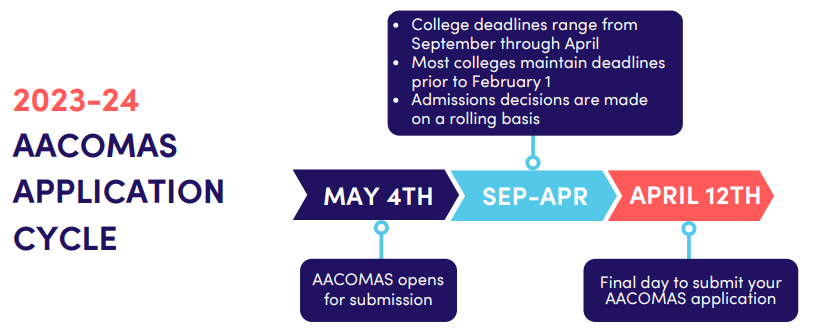 2023-24
AACOMAS
APPLICATION
CYCLE
• College deadlines range from
September through April
• Most colleges maintain deadlines
prior to February 1
• Admissions decisions are made
on a rolling basis
MAY 4TH
SEP-APR
APRIL 12TH
AACOMAS opens
for submission
Final day to submit your
AACOMAS application